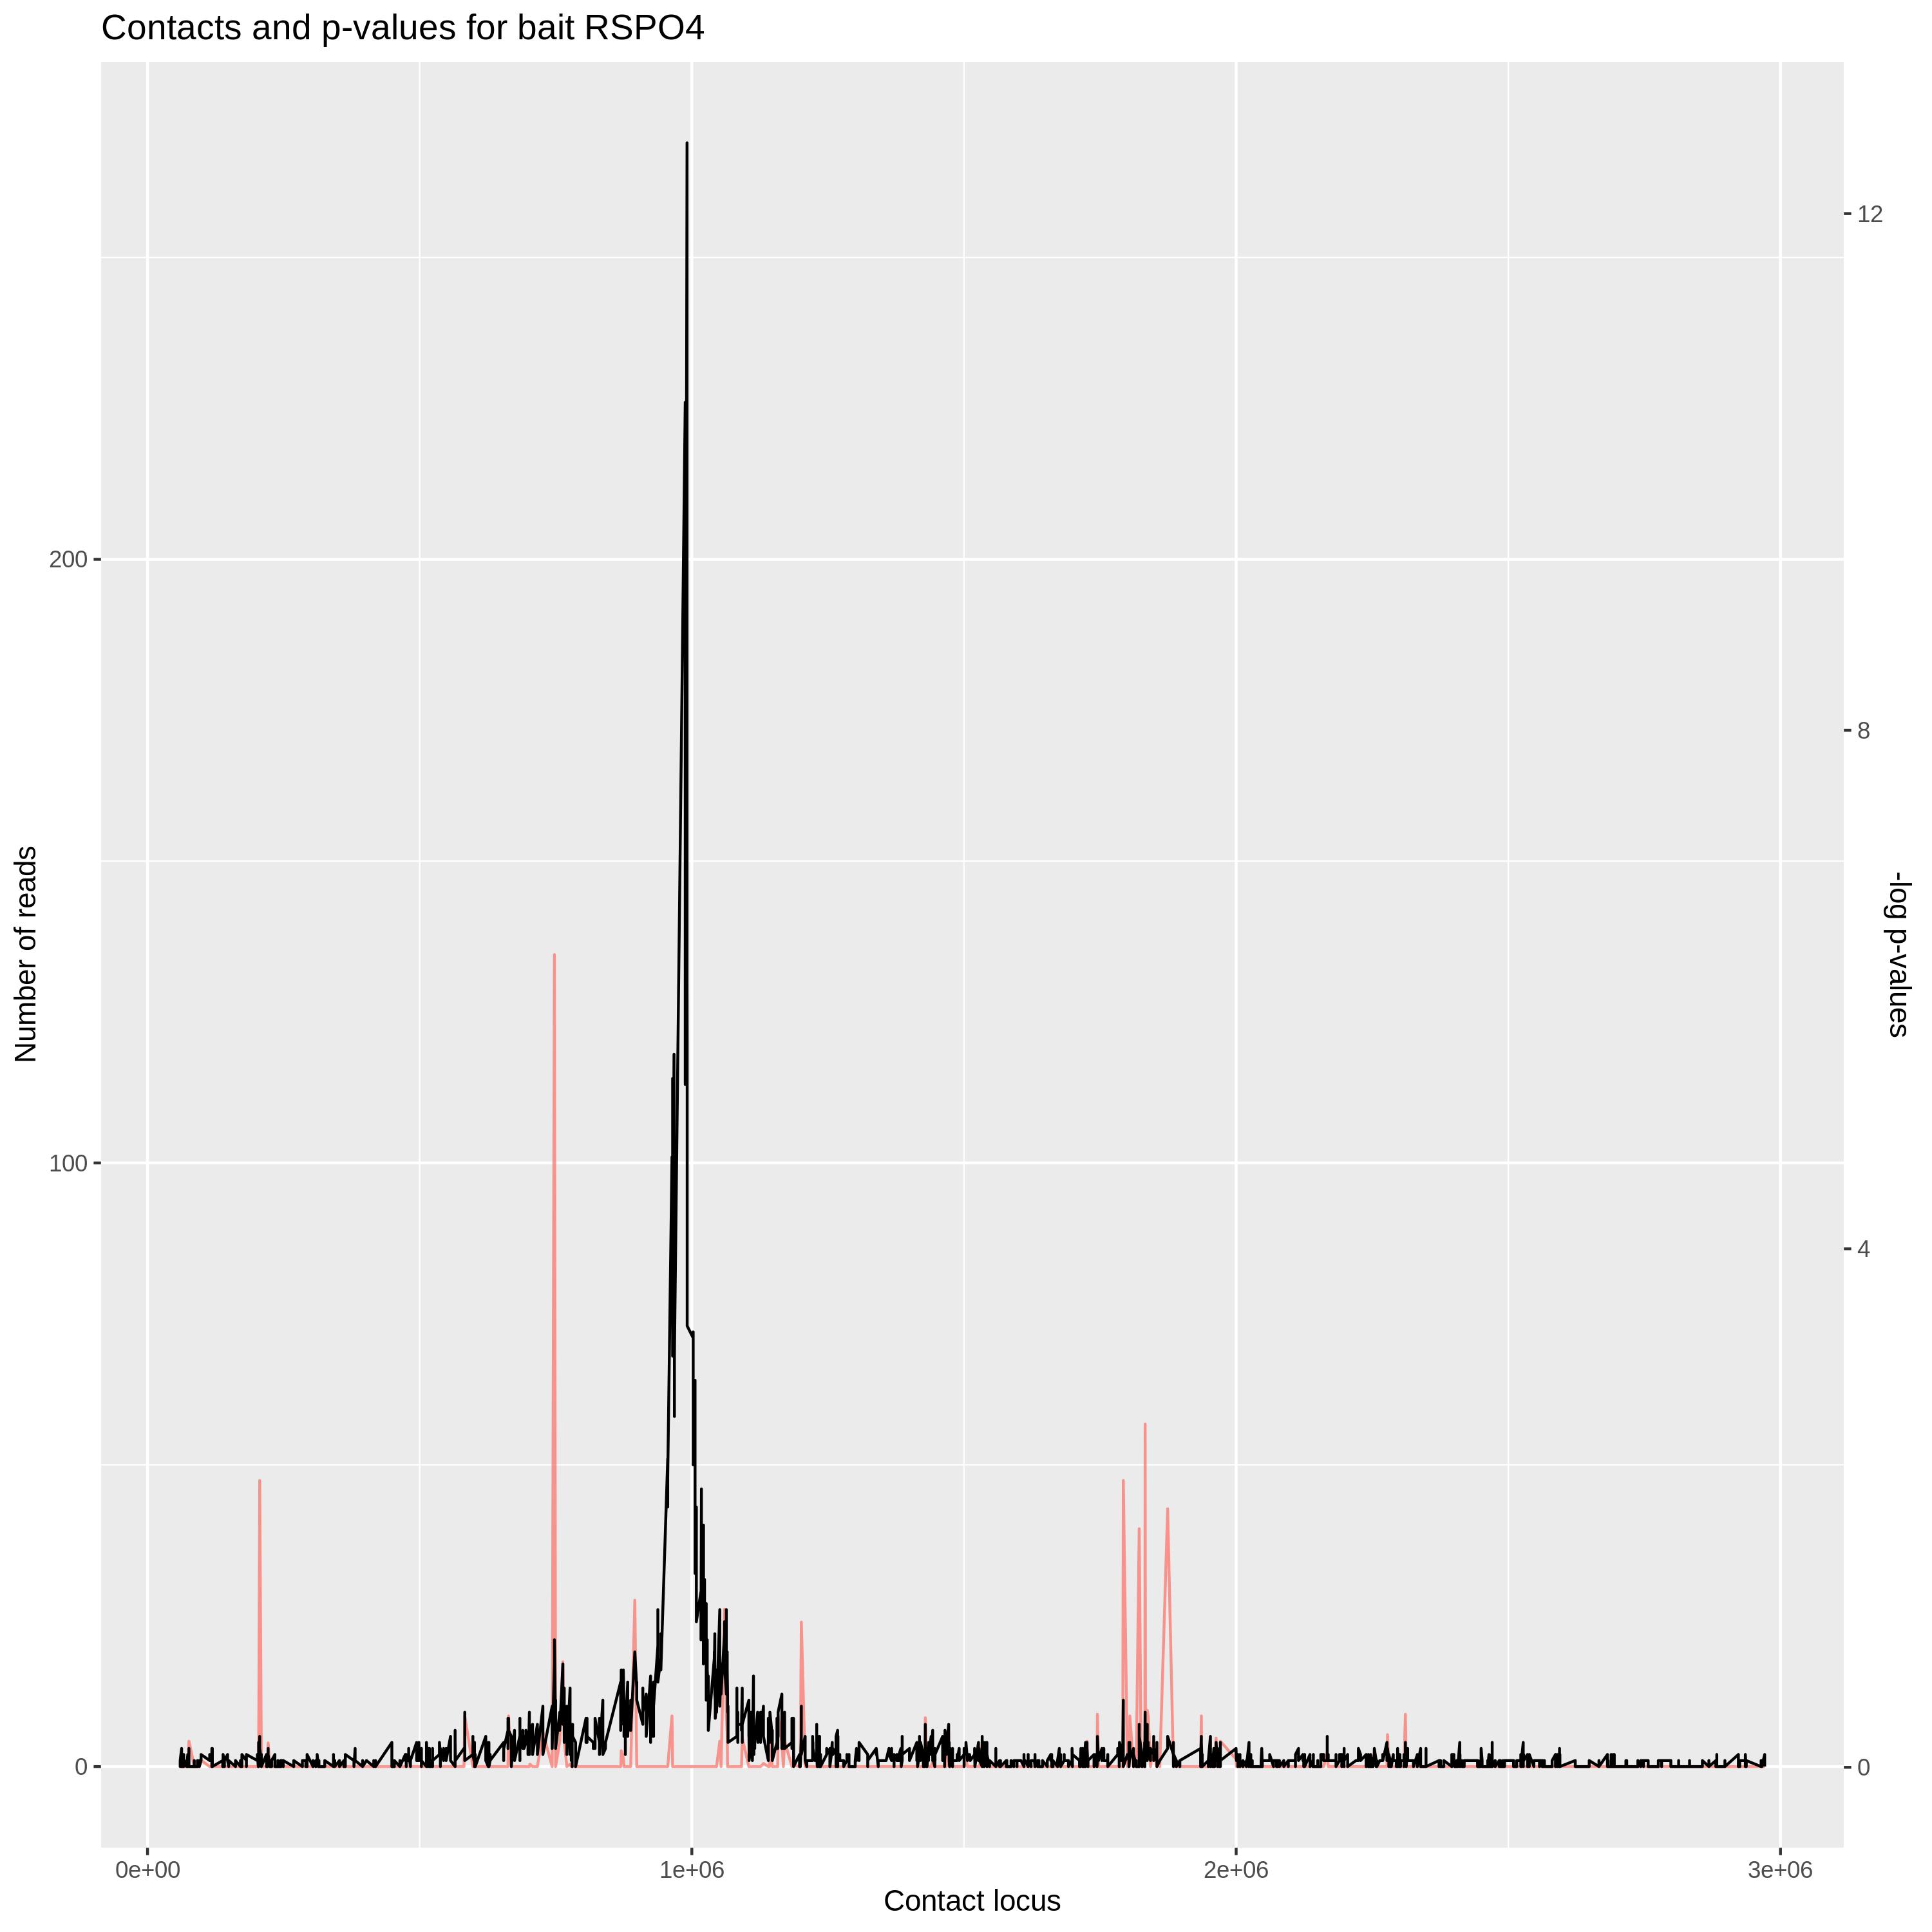 Contacts and p-values for bait RSPO4
Number of reads
200
100
0
12
8
4
0
-log p-values
0e+00 1e+06 2e+06 3e+06
Contact locus